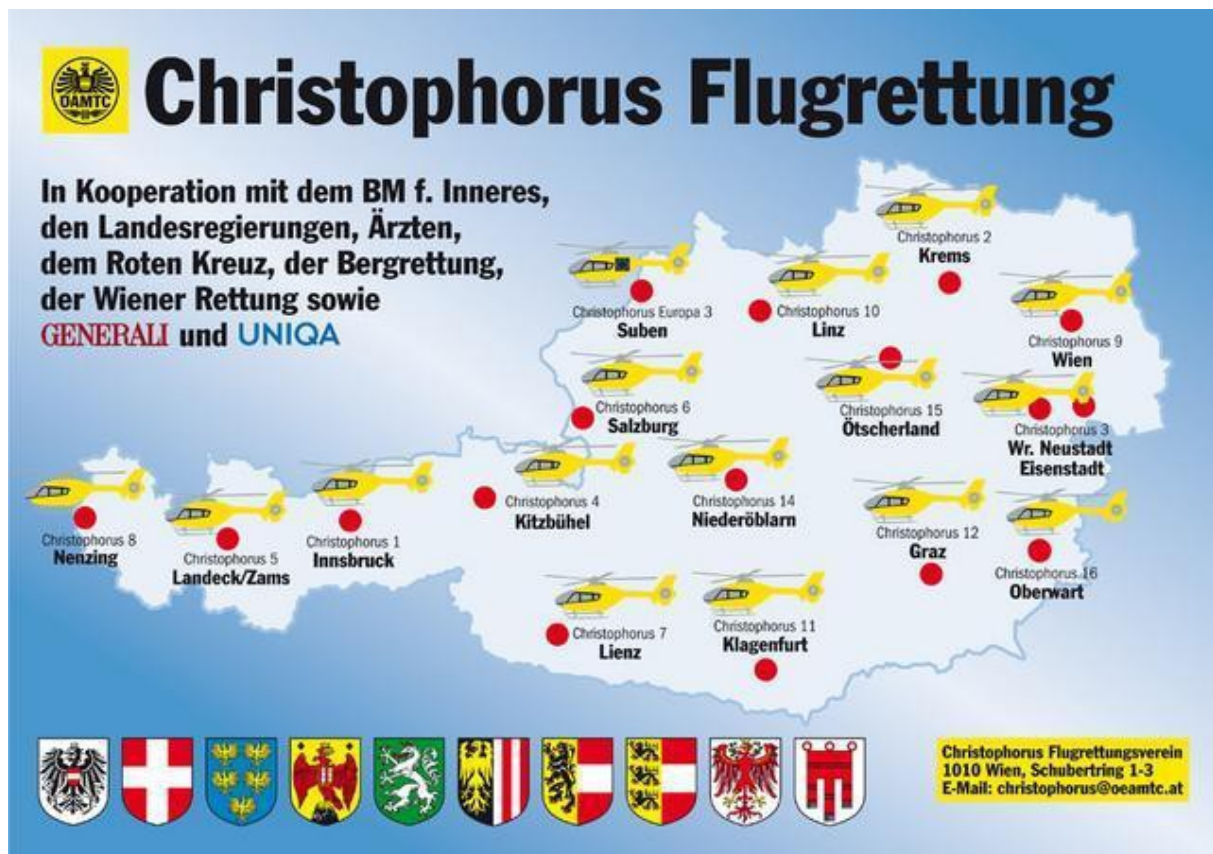 ÖAMTC
Christophorus Flugrettung
In Kooperation mit dem BM f. Inneres,
den Landesregierungen, Ärzten,
dem Roten Kreuz, der Bergrettung,
der Wiener Rettung sowie
GENERALI und UNIQA
Christophorus 2
Krems
Christophorus Europa 3
Suben
Christophorus 10
Linz
Christophorus 9
Wien
Christophorus 6
Salzburg
Christophorus 15
Ötscherland
Christophorus 3
Wr. Neustadt
Eisenstadt
Christophorus 4
Kitzbühel
Christophorus 14
Niederöblarn
Christophorus 12
Graz
Christophorus 8
Nenzing
Christophorus 5
Landeck/Zams
Christophorus 1
Innsbruck
Christophorus 16
Oberwart
Christophorus 7
Lienz
Christophorus 11
Klagenfurt
Christophorus Flugrettungsverein
1010 Wien, Schubertring 1-3
E-Mail: christophorus@oeamtc.at